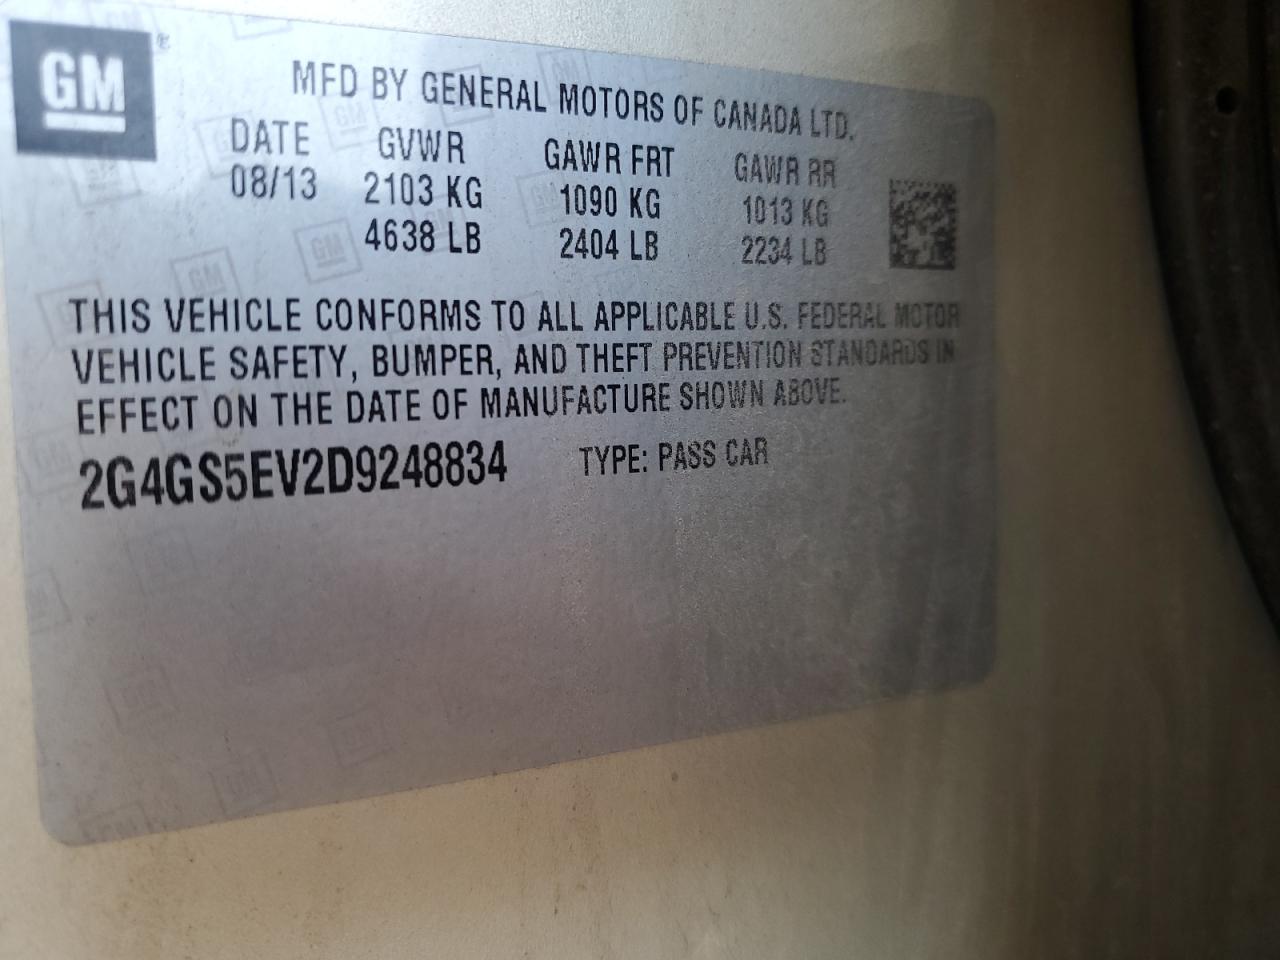 GM®
MFD BY GENERAL MOTORS OF CANADA LTD.
DATE GVWR GAWR FRT GAWR RR
08/13 2103 KG 1090 KG 1013 KG
4638 LB 2404 LB 2234 LB
THIS VEHICLE CONFORMS TO ALL APPLICABLE U.S. FEDERAL MOTOR
VEHICLE SAFETY, BUMPER, AND THEFT PREVENTION STANDARDS IN
EFFECT ON THE DATE OF MANUFACTURE SHOWN ABOVE.
2G4GS5EV2D9248834 TYPE: PASS CAR